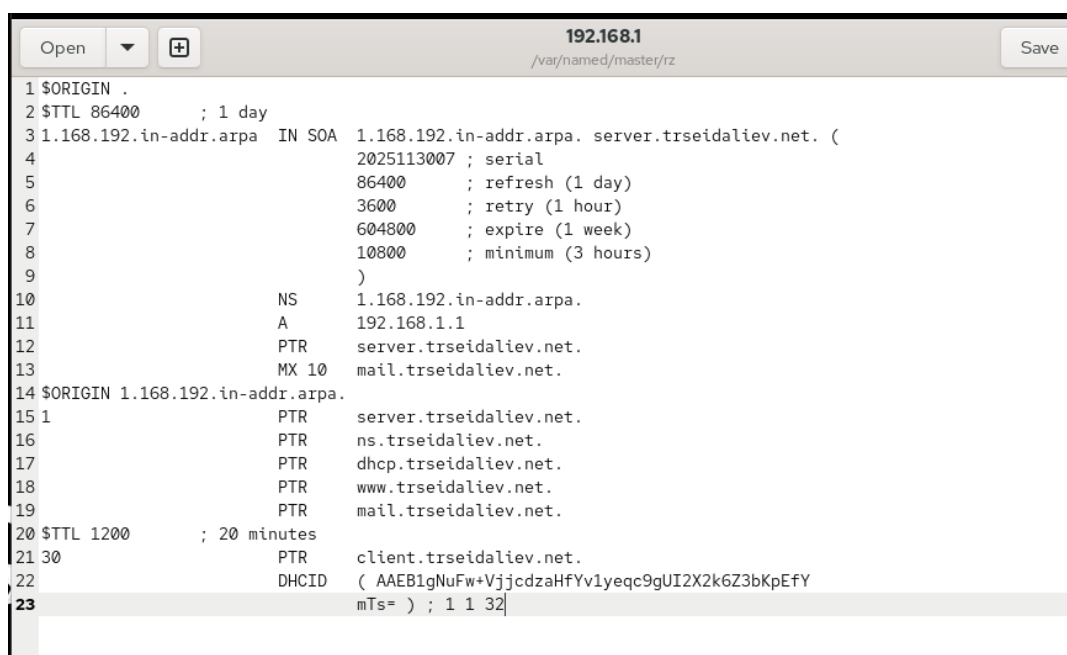 Open
192.168.1
/var/named/master/rz
Save
1 $ORIGIN .
2 $TTL 86400 ; 1 day
3 1.168.192.in-addr.arpa IN SOA 1.168.192.in-addr.arpa. server.trseidaliev.net. (
4 2025113007 ; serial
5 86400 ; refresh (1 day)
6 3600 ; retry (1 hour)
7 604800 ; expire (1 week)
8 10800 ; minimum (3 hours)
9 )
10 NS 1.168.192.in-addr.arpa.
11 A 192.168.1.1
12 PTR server.trseidaliev.net.
13 MX 10 mail.trseidaliev.net.
14 $ORIGIN 1.168.192.in-addr.arpa.
15 1 PTR server.trseidaliev.net.
16 PTR ns.trseidaliev.net.
17 PTR dhcp.trseidaliev.net.
18 PTR www.trseidaliev.net.
19 PTR mail.trseidaliev.net.
20 $TTL 1200 ; 20 minutes
21 30 PTR client.trseidaliev.net.
22 DHCID ( AAEB1gNuFw+VjjcdzaHfYv1yeqc9gUI2X2k6Z3bKpEfY
23 mTs= ) ; 1 1 32